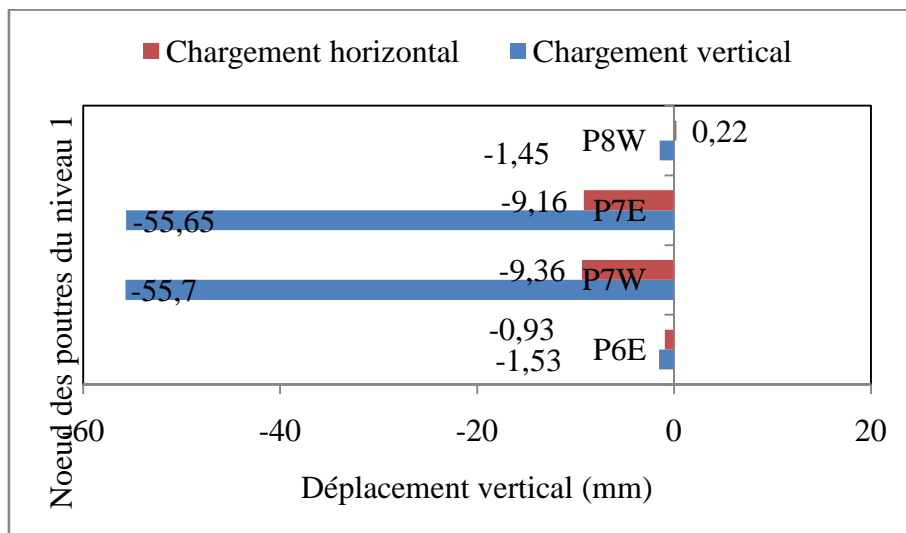 Chargement horizontal Chargement vertical
Noeud des poutres du niveau 1
P8W 0,22
-1,45
-9,16 P7E
-55,65
-9,36 P7W
-55,7
-0,93
P6E
-1,53
-60 -40 -20 0 20
Déplacement vertical (mm)